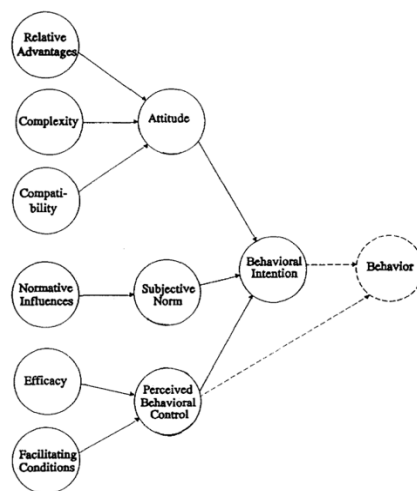 Relative
Advantages
Complexity
Attitude
Compati-
bility
Behavioral
Intention
Behavior
Normative
Influences
Subjective
Norm
Efficacy
Perceived
Behavioral
Control
Facilitating
Conditions